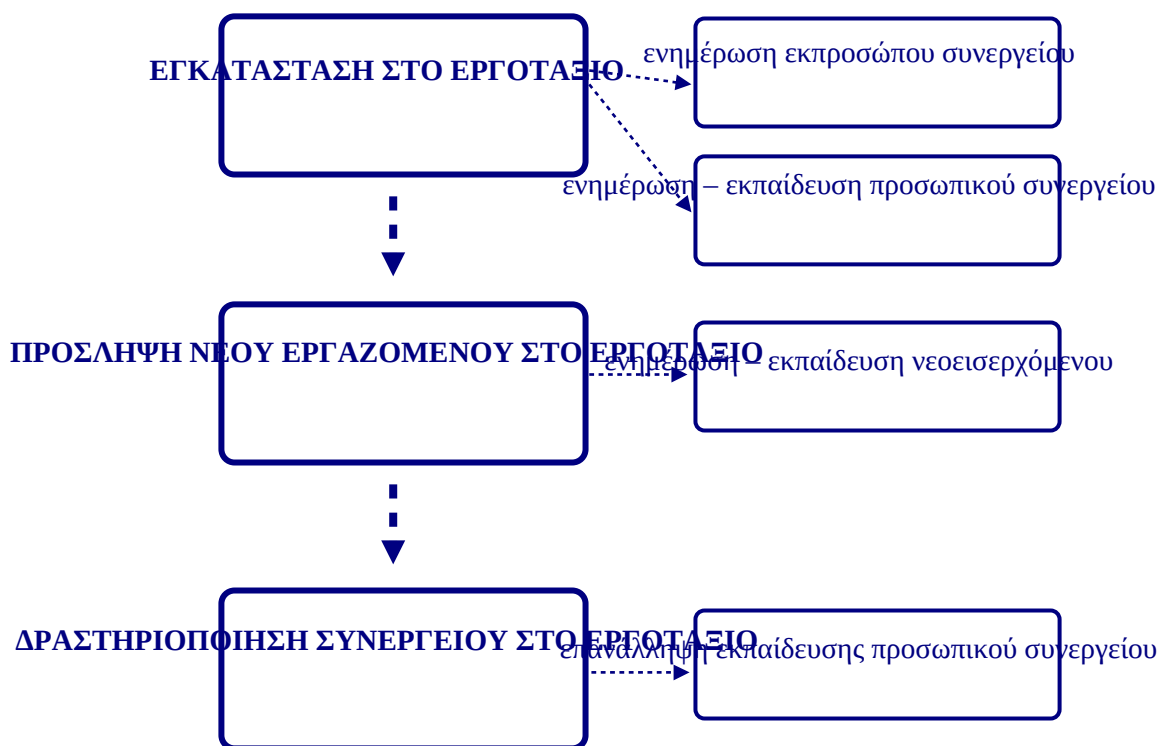 ΕΓΚΑΤΑΣΤΑΣΗ ΣΤΟ ΕΡΓΟΤΑΞΙΟ
ενημέρωση εκπροσώπου συνεργείου
ενημέρωση – εκπαίδευση προσωπικού συνεργείου
ΠΡΟΣΛΗΨΗ ΝΕΟΥ ΕΡΓΑΖΟΜΕΝΟΥ ΣΤΟ ΕΡΓΟΤΑΞΙΟ
ενημέρωση – εκπαίδευση νεοεισερχόμενου
ΔΡΑΣΤΗΡΙΟΠΟΙΗΣΗ ΣΥΝΕΡΓΕΙΟΥ ΣΤΟ ΕΡΓΟΤΑΞΙΟ
επανάληψη εκπαίδευσης προσωπικού συνεργείου